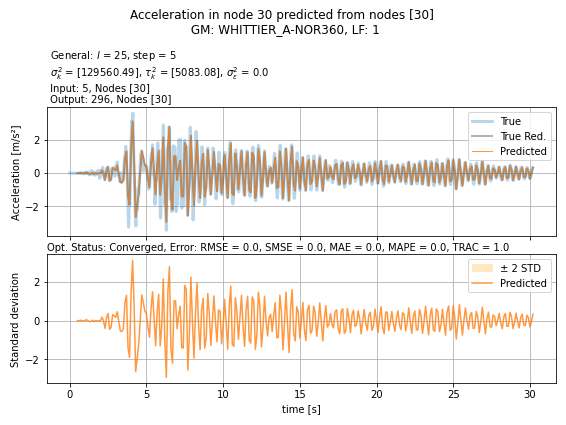 Acceleration in node 30 predicted from nodes [30]
GM: WHITTIER_A-NOR360, LF: 1
General: l = 25, step = 5
σ²ₖ = [129560.49], τ²ₖ = [5083.08], σ²ₑ = 0.0
Input: 5, Nodes [30]
Output: 296, Nodes [30]
Acceleration [m/s²]
2
0
−2
True
True Red.
Predicted
Opt. Status: Converged, Error: RMSE = 0.0, SMSE = 0.0, MAE = 0.0, MAPE = 0.0, TRAC = 1.0
Standard deviation
2
0
−2
± 2 STD
Predicted
0 5 10 15 20 25 30
time [s]